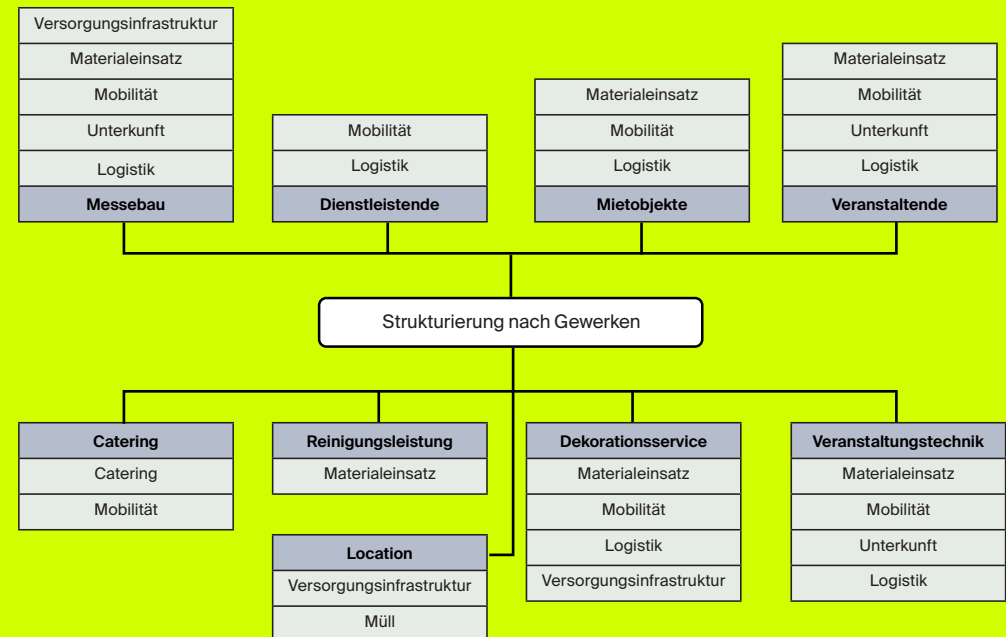 Versorgungsinfrastruktur
Materialeinsatz
Mobilität
Unterkunft
Logistik
Messebau
Mobilität
Logistik
Dienstleistende
Materialeinsatz
Mobilität
Logistik
Mietobjekte
Materialeinsatz
Mobilität
Unterkunft
Logistik
Veranstaltende
Strukturierung nach Gewerken
Catering
Catering
Mobilität
Reinigungsleistung
Materialeinsatz
Location
Versorgungsinfrastruktur
Müll
Dekorationsservice
Materialeinsatz
Mobilität
Logistik
Versorgungsinfrastruktur
Veranstaltungstechnik
Materialeinsatz
Mobilität
Unterkunft
Logistik